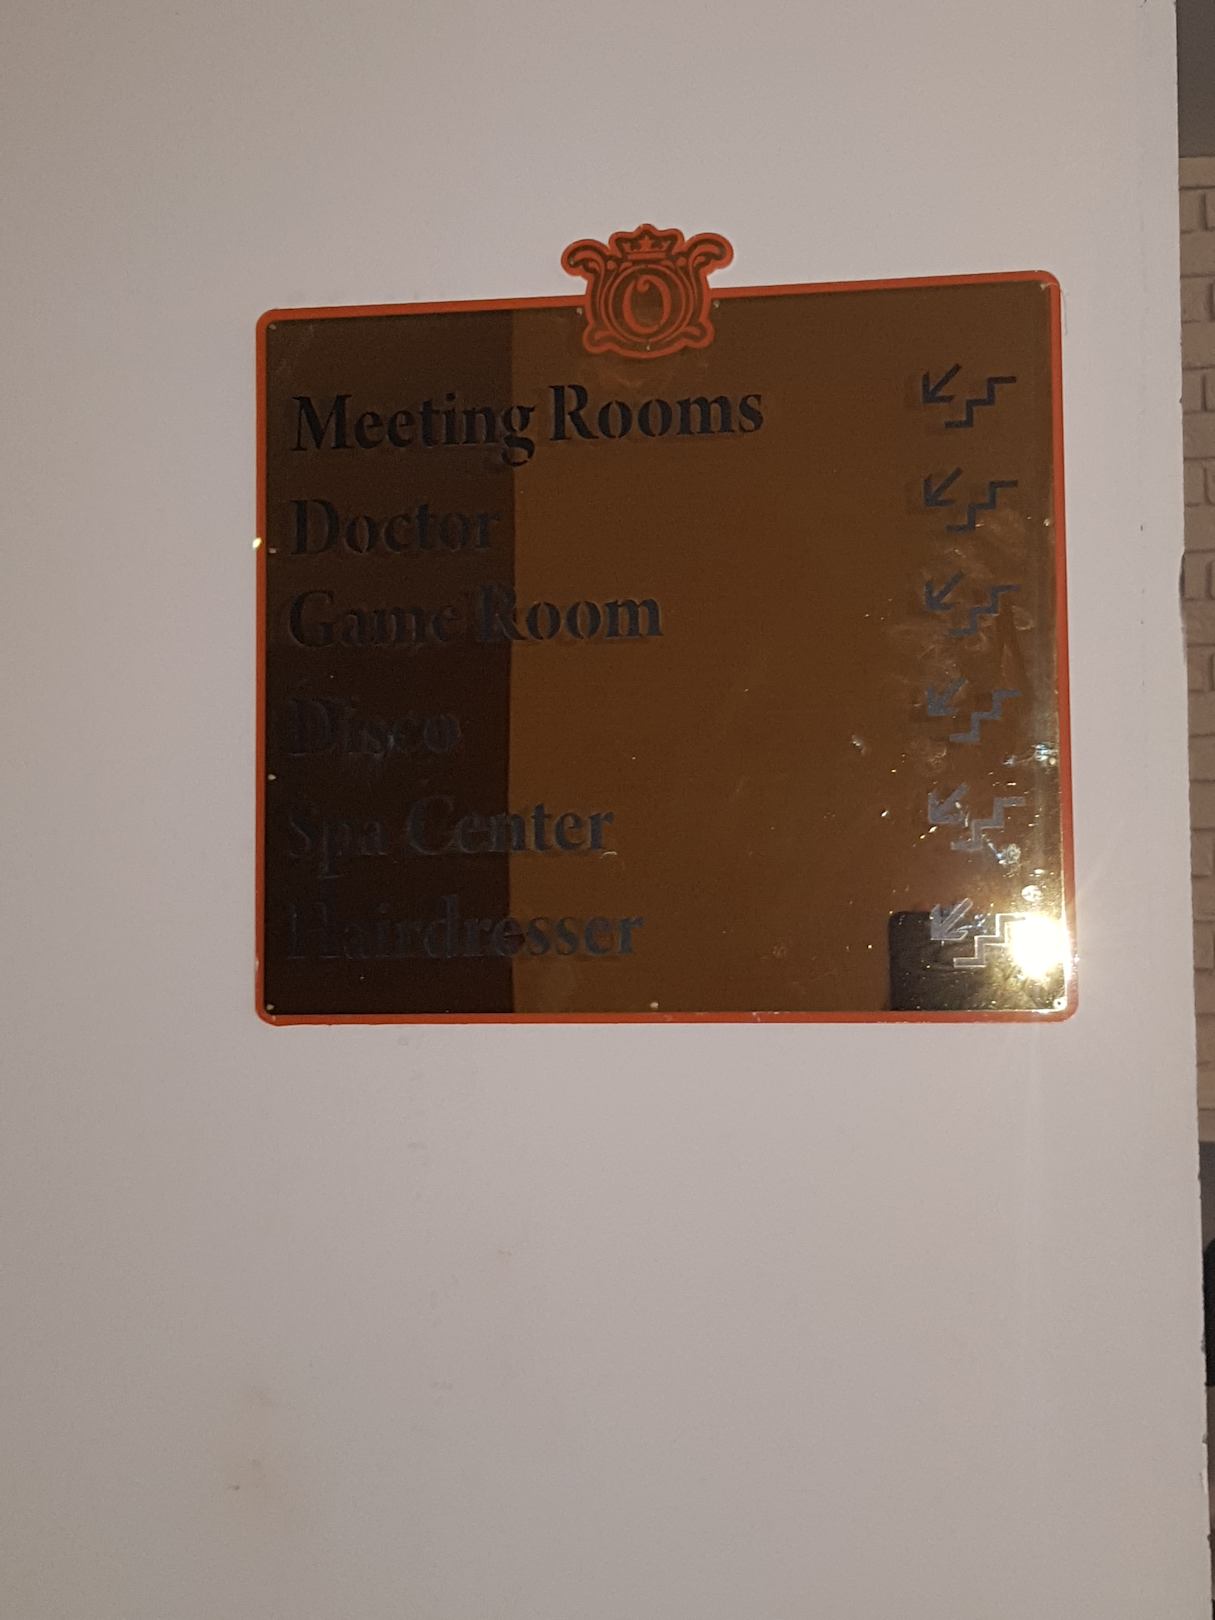 O
Meeting Rooms
Doctor
Game Room
Disco
Spa Center
Hairdresser